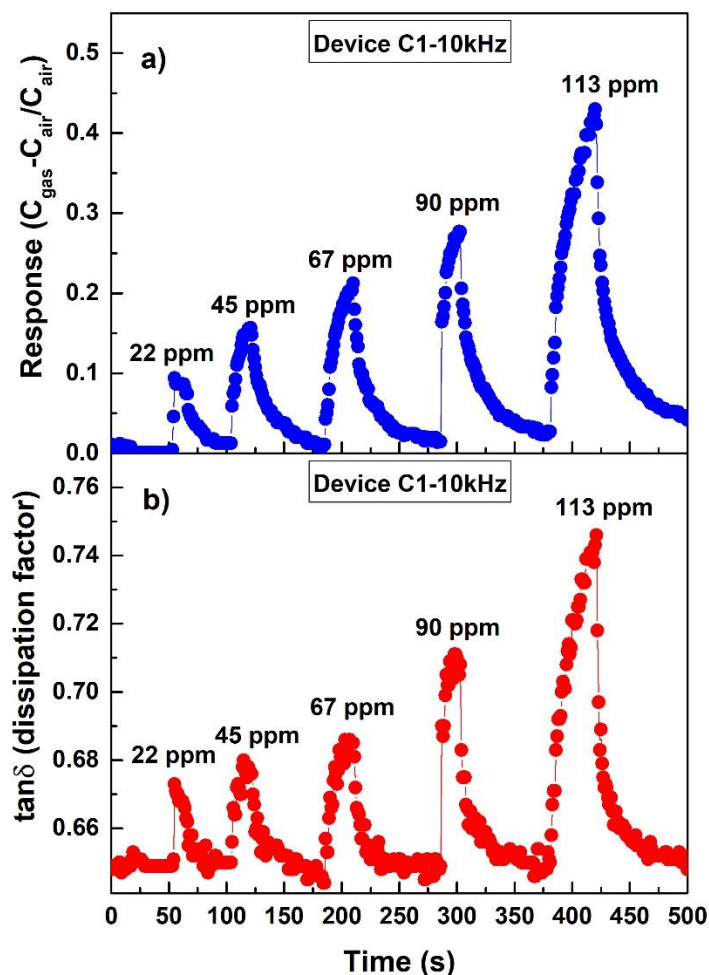 Device C1-10kHz
a)
Response (C_gas-C_air/C_air)
0.5
0.4
0.3
0.2
0.1
0.0
22 ppm
45 ppm
67 ppm
90 ppm
113 ppm
Device C1-10kHz
b)
tanδ (dissipation factor)
0.76
0.74
0.72
0.70
0.68
0.66
22 ppm
45 ppm
67 ppm
90 ppm
113 ppm
0 50 100 150 200 250 300 350 400 450 500
Time (s)